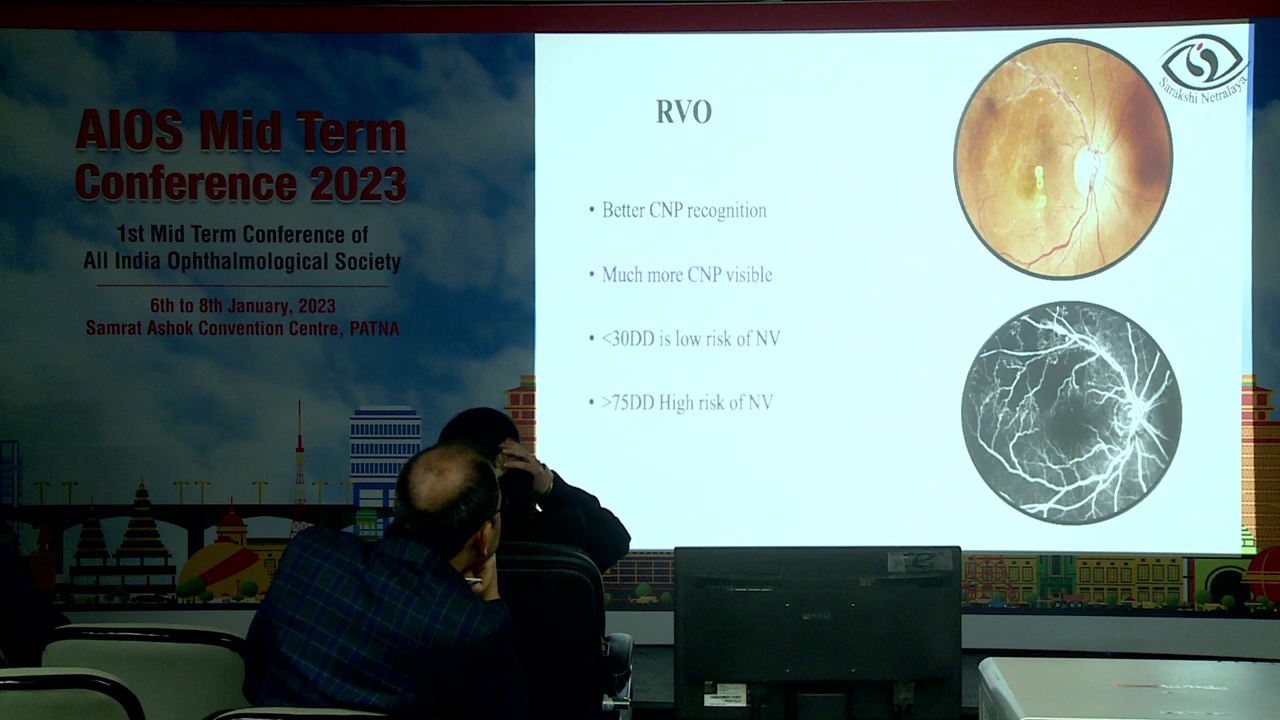 AIOS Mid Term
Conference 2023
1st Mid Term Conference of
All India Ophthalmological Society
6th to 8th January, 2023
Samrat Ashok Convention Centre, PATNA
RVO
• Better CNP recognition
• Much more CNP visible
• <30DD is low risk of NV
• >75DD High risk of NV
Sarakshi Netralaya